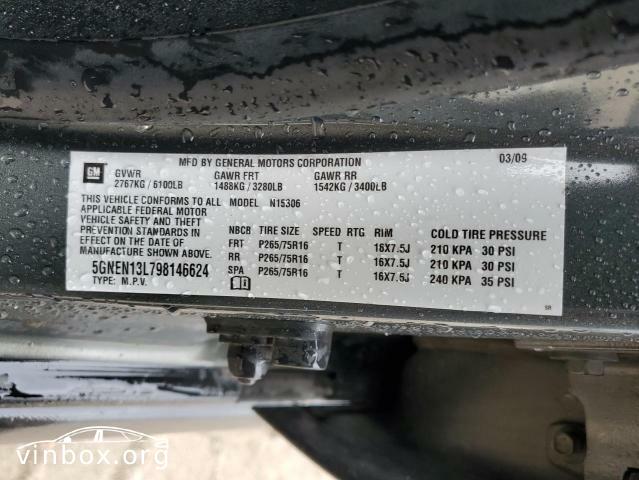 MFD BY GENERAL MOTORS CORPORATION 03/09
GM
GVWR GAWR FRT GAWR RR
2767KG / 6100LB 1488KG / 3280LB 1542KG / 3400LB
THIS VEHICLE CONFORMS TO ALL MODEL N15306
APPLICABLE FEDERAL MOTOR
VEHICLE SAFETY AND THEFT
PREVENTION STANDARDS IN
EFFECT ON THE DATE OF
MANUFACTURE SHOWN ABOVE.
5GNEN13L798146624
TYPE: M.P.V.
NBCB TIRE SIZE SPEED RTG RIM COLD TIRE PRESSURE
FRT P265/75R16 T 16X7.5J 210 KPA 30 PSI
RR P265/75R16 T 16X7.5J 210 KPA 30 PSI
SPA P265/75R16 T 16X7.5J 240 KPA 35 PSI
SR
vinbox.org